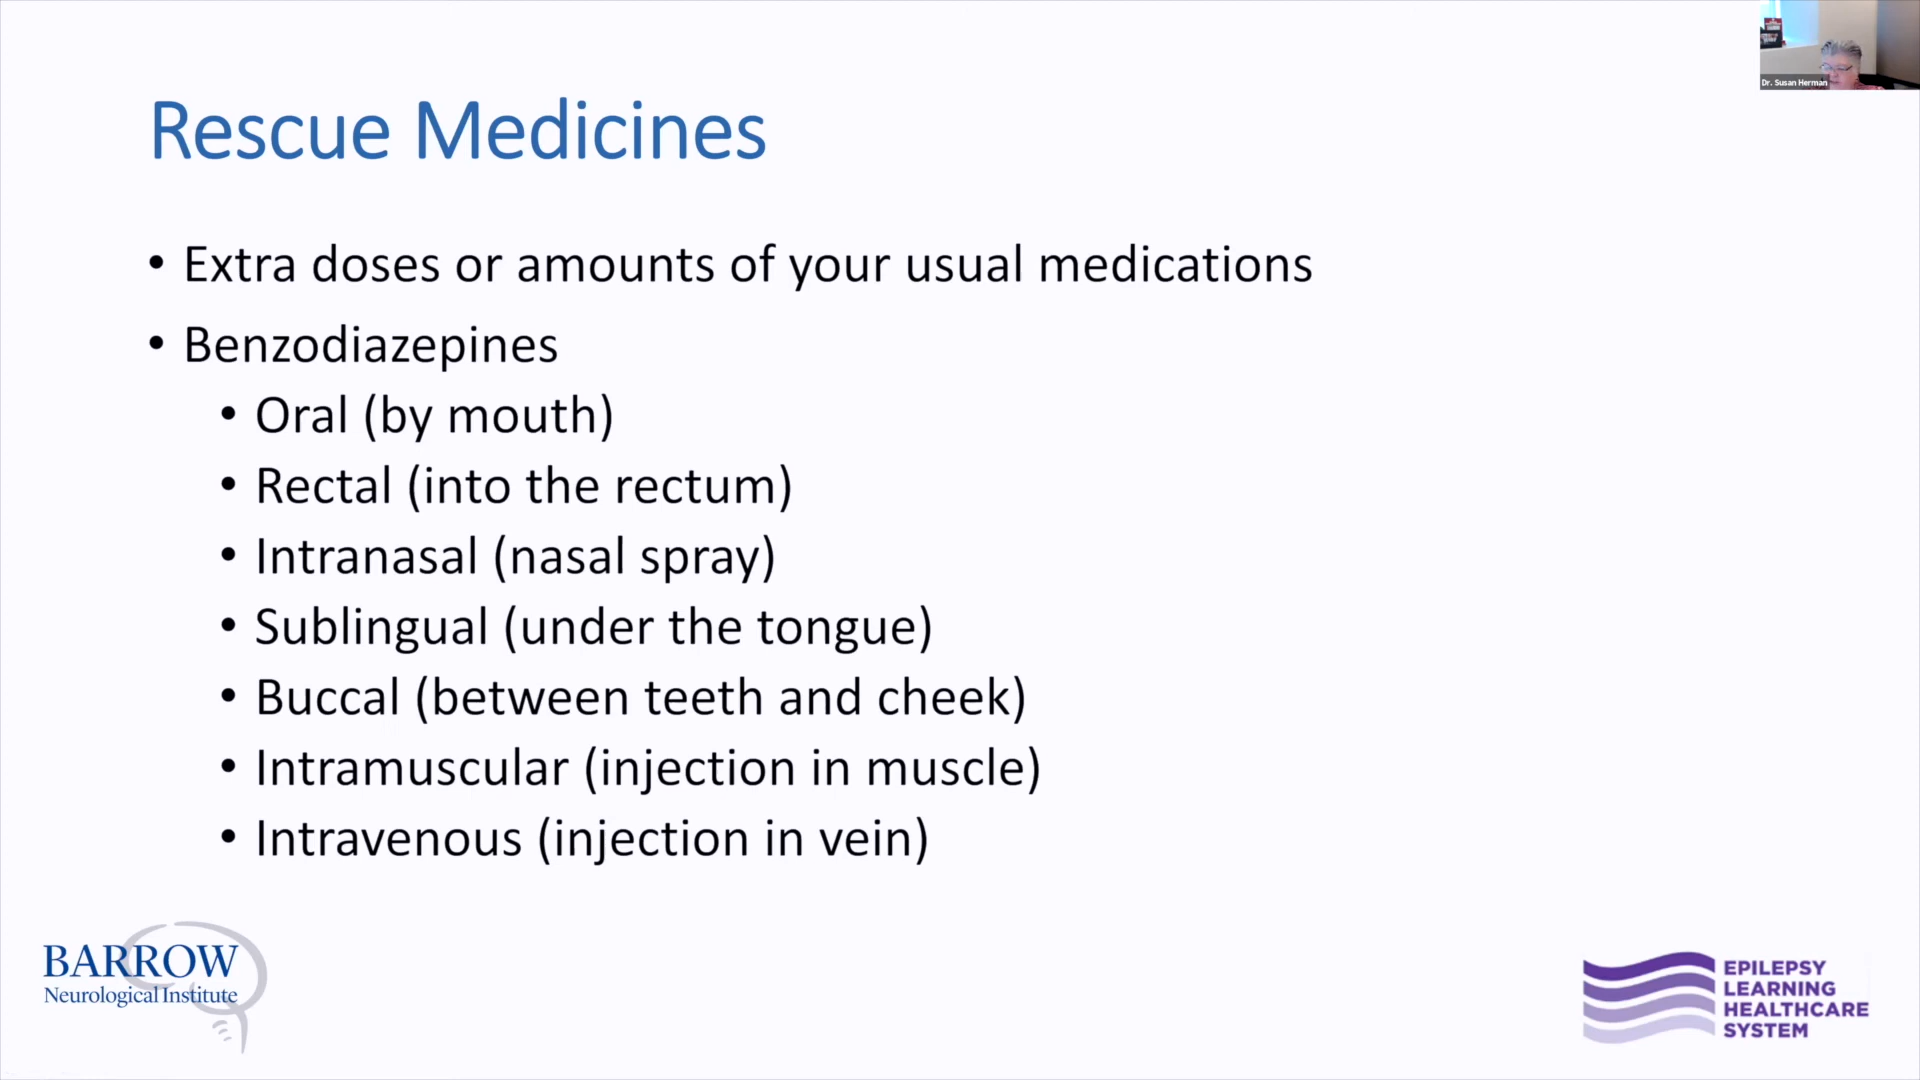 Dr. Susan Herman
Rescue Medicines
• Extra doses or amounts of your usual medications
• Benzodiazepines
• Oral (by mouth)
• Rectal (into the rectum)
• Intranasal (nasal spray)
• Sublingual (under the tongue)
• Buccal (between teeth and cheek)
• Intramuscular (injection in muscle)
• Intravenous (injection in vein)
BARROW
Neurological Institute
EPILEPSY
LEARNING
HEALTHCARE
SYSTEM